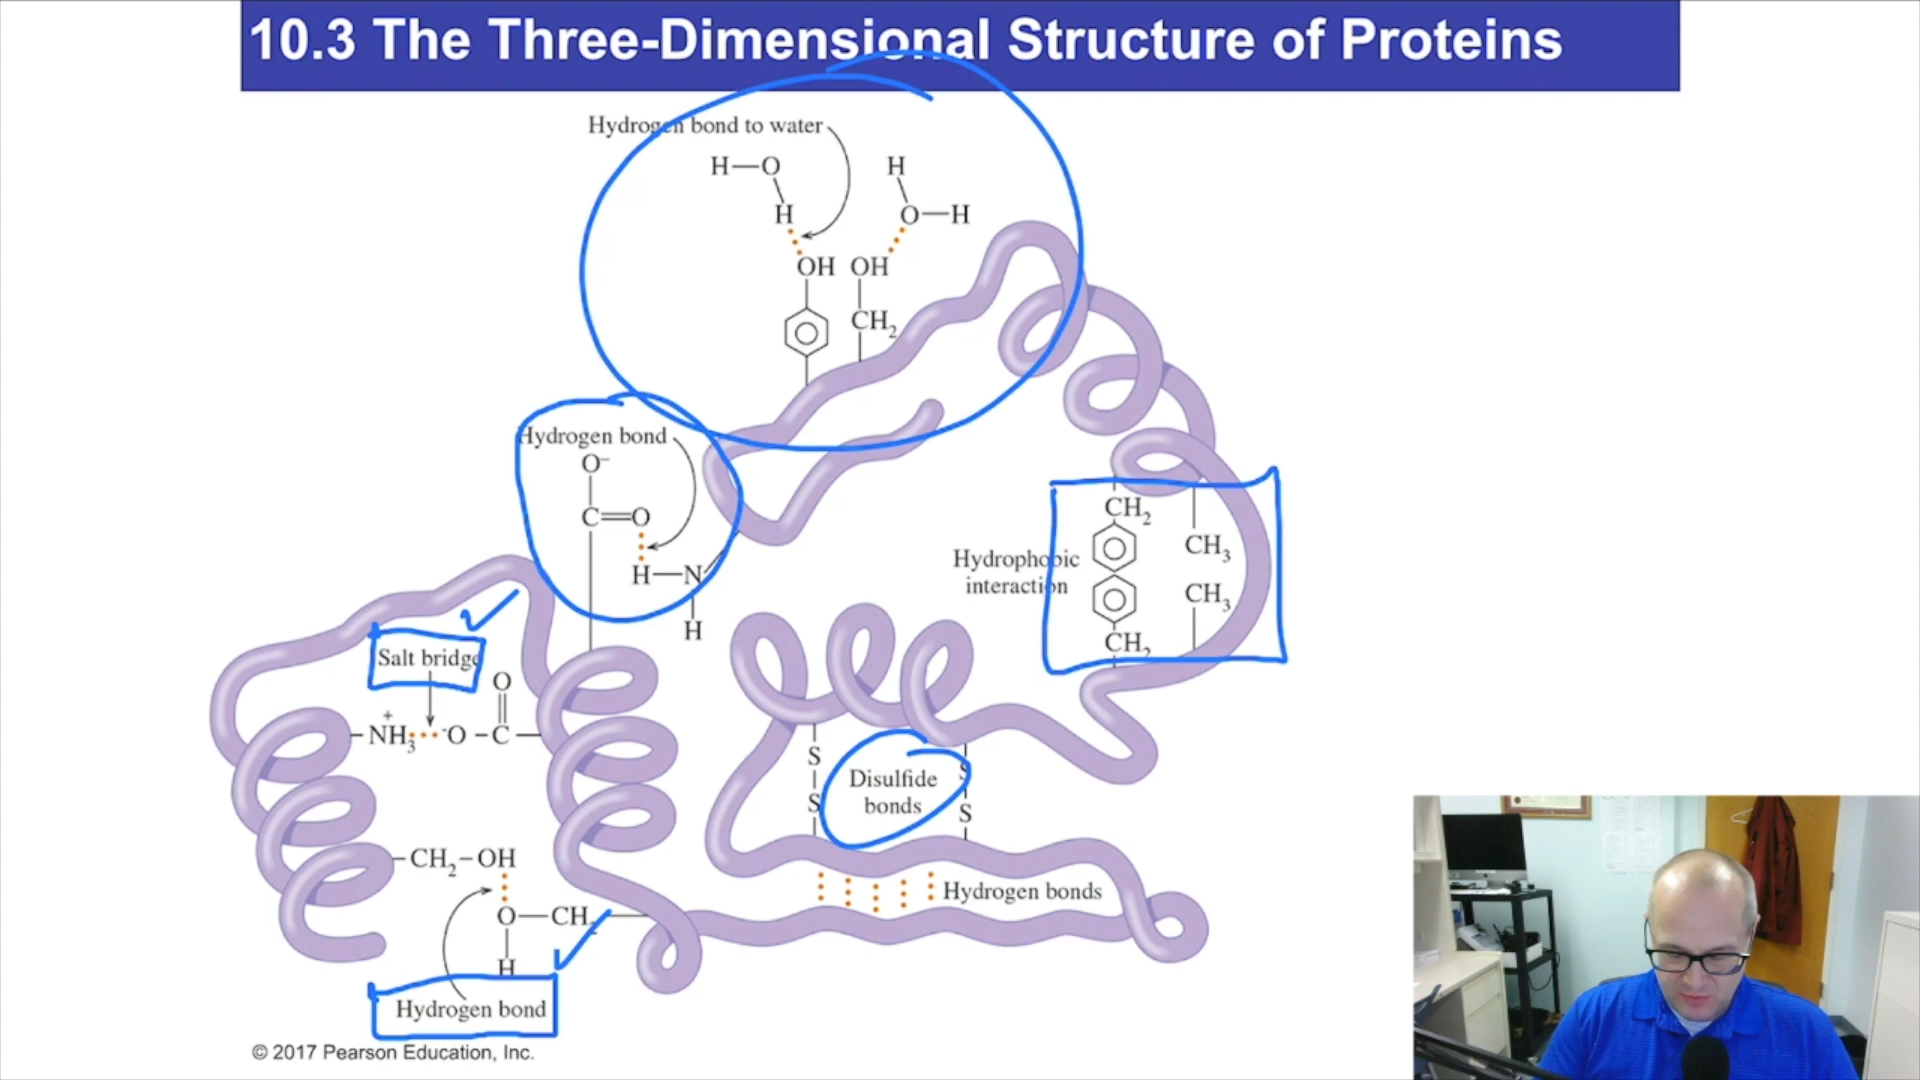 10.3 The Three-Dimensional Structure of Proteins
Hydrogen bond to water
H—O
H
H
O—H
OH
OH
CH₂
Hydrogen bond
O⁻
C=O
H—N
H
Hydrophobic
interaction
CH₂
CH₃
CH₃
CH₂
Salt bridge
O
NH₃⁺
⁻O–C
S
S
Disulfide
bonds
S
S
CH₂–OH
O—CH₂
H
Hydrogen bonds
Hydrogen bond
© 2017 Pearson Education, Inc.